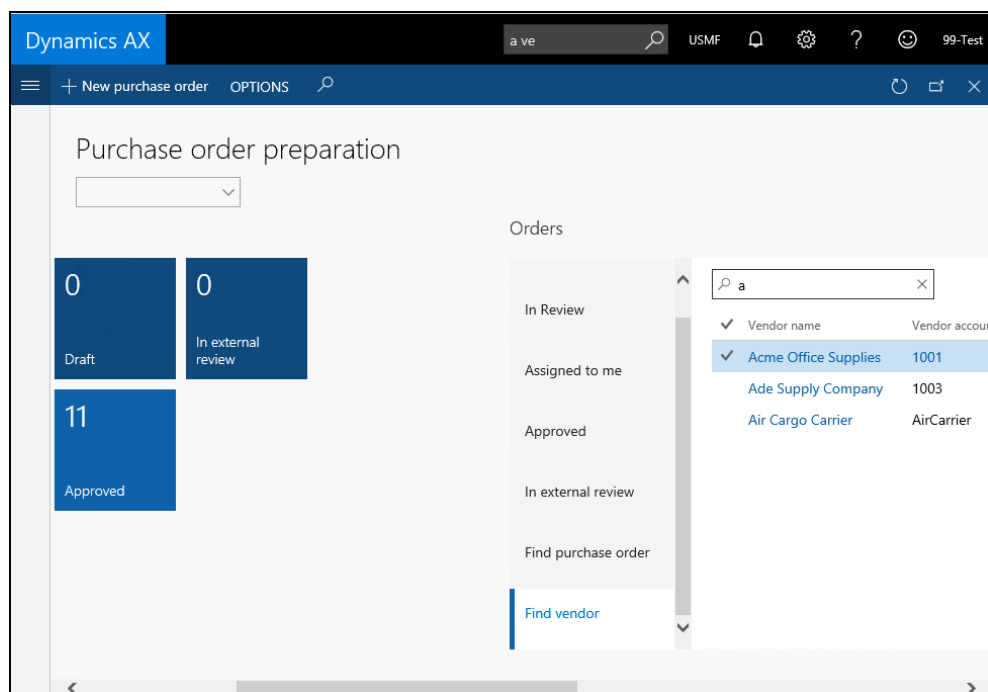 Dynamics AX
a ve
USMF
99-Test
New purchase order
OPTIONS
Purchase order preparation
Orders
0
Draft
0
In external
review
11
Approved
In Review
Assigned to me
Approved
In external review
Find purchase order
Find vendor
a
Vendor name Vendor accou
Acme Office Supplies 1001
Ade Supply Company 1003
Air Cargo Carrier AirCarrier